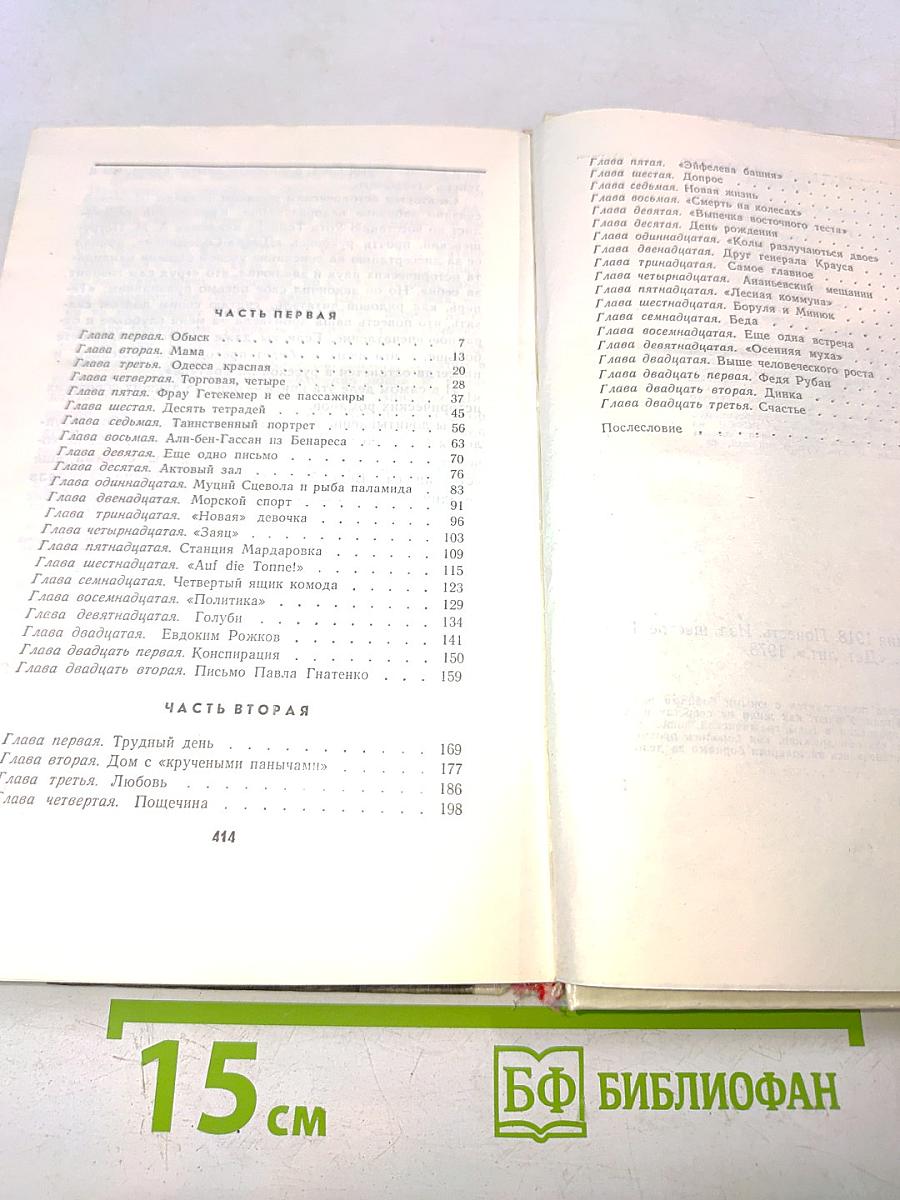 ЧАСТЬ ПЕРВАЯ
Глава первая. Обыск . . . . . . . . . . . 7
Глава вторая. Мама . . . . . . . . . . . 13
Глава третья. Одесса красная . . . . . . . . 20
Глава четвертая. Торговая, четыре . . . . . . . 28
Глава пятая. Фрау Гетекемер и ее пассажиры . . . . 37
Глава шестая. Десять тетрадей . . . . . . . . 45
Глава седьмая. Таинственный портрет . . . . . . 56
Глава восьмая. Али-бен-Гассан из Бенареса . . . . 63
Глава девятая. Еще одно письмо . . . . . . . . 70
Глава десятая. Актовый зал . . . . . . . . . 76
Глава одиннадцатая. Муций Сцевола и рыба паламида . 83
Глава двенадцатая. Морской спорт . . . . . . . 91
Глава тринадцатая. «Новая» девочка . . . . . . 96
Глава четырнадцатая. «Заяц» . . . . . . . . . 103
Глава пятнадцатая. Станция Мардаровка . . . . . 109
Глава шестнадцатая. «Auf die Tonne!» . . . . . . 115
Глава семнадцатая. Четвертый ящик комода . . . . 123
Глава восемнадцатая. «Политика» . . . . . . . . 129
Глава девятнадцатая. Голуби . . . . . . . . . 134
Глава двадцатая. Евдоким Рожков . . . . . . . 141
Глава двадцать первая. Конспирация . . . . . . 150
Глава двадцать вторая. Письмо Павла Гнатенко . . . 159
ЧАСТЬ ВТОРАЯ
Глава первая. Трудный день . . . . . . . . . . 169
Глава вторая. Дом с «кручеными панычами» . . . . 177
Глава третья. Любовь . . . . . . . . . . . 186
Глава четвертая. Пощечина . . . . . . . . . 198
414
Глава пятая. «Эйфелева башня» . . . .
Глава шестая. Допрос . . . . . .
Глава седьмая. Новая жизнь . . . . .
Глава восьмая. «Смерть на колесах» . . . .
Глава девятая. «Выпечка восточного теста» . .
Глава десятая. День рождения . . . . .
Глава одиннадцатая. «Колы разлучаються двое»
Глава двенадцатая. Друг генерала Крауса . .
Глава тринадцатая. Самое главное . . . .
Глава четырнадцатая. Ананьевский мещанин . .
Глава пятнадцатая. «Лесная коммуна» . . . .
Глава шестнадцатая. Боруля и Минюк . . .
Глава семнадцатая. Беда . . . . . . .
Глава восемнадцатая. Еще одна встреча . . .
Глава девятнадцатая. «Осенняя муха» . . . .
Глава двадцатая. Выше человеческого роста . .
Глава двадцать первая. Федя Рубан . . . .
Глава двадцать вторая. Динка . . . . . .
Глава двадцать третья. Счастье . . . . .
Послесловие . . . . . . . . . .
15 см
БФ БИБЛИОФАН